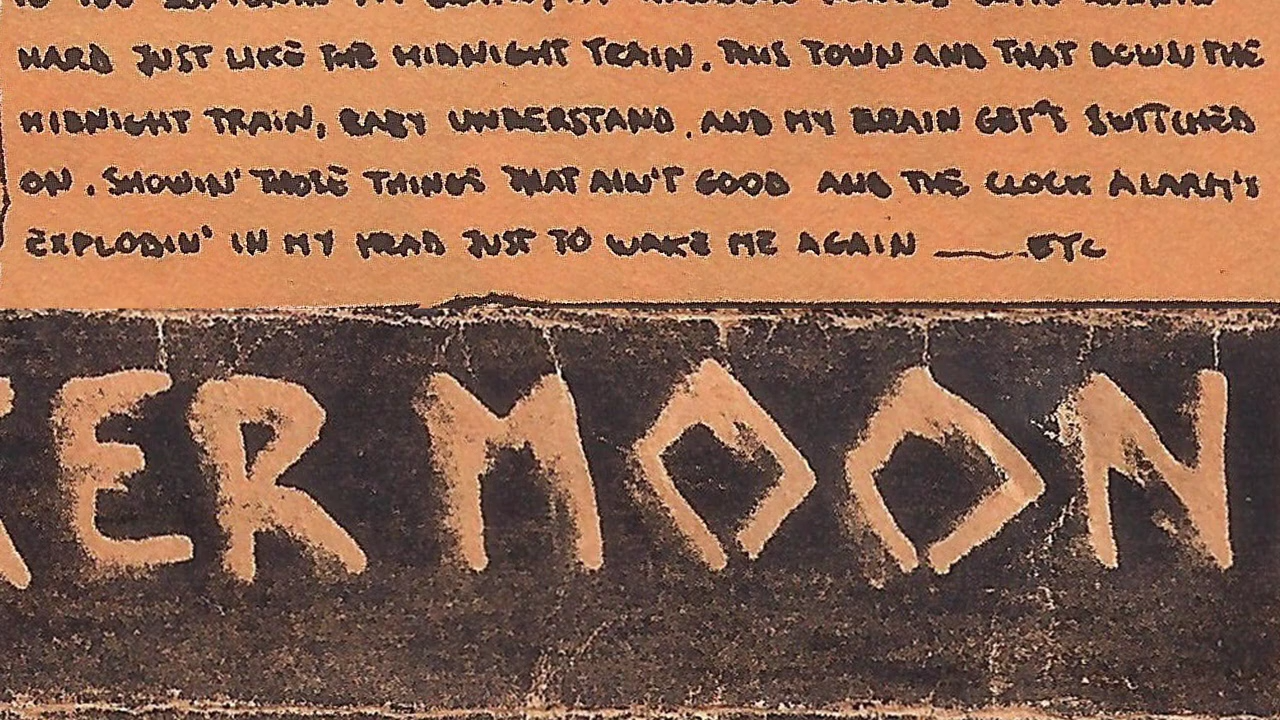 HARD JUST LIKE THE MIDNIGHT TRAIN. THIS TOWN AND THAT DOWN THE
MIDNIGHT TRAIN, BABY UNDERSTAND. AND MY BRAIN GET'S SWITCHED
ON. SHOWIN' THOSE THINGS THAT AIN'T GOOD AND THE CLOCK ALARM'S
EXPLODIN' IN MY HEAD JUST TO WAKE ME AGAIN ___..ETC
ER MOON